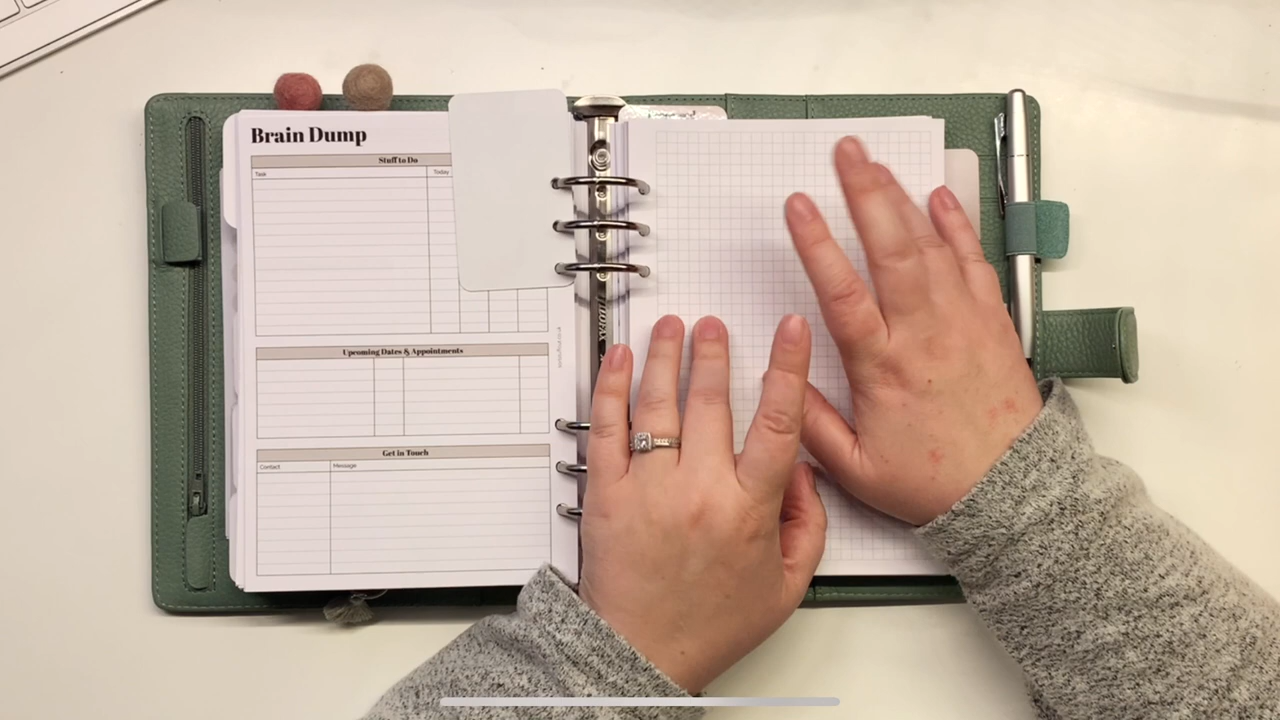 Brain Dump
Stuff to Do
Task Today
Upcoming Dates & Appointments
Get in Touch
Contact Message